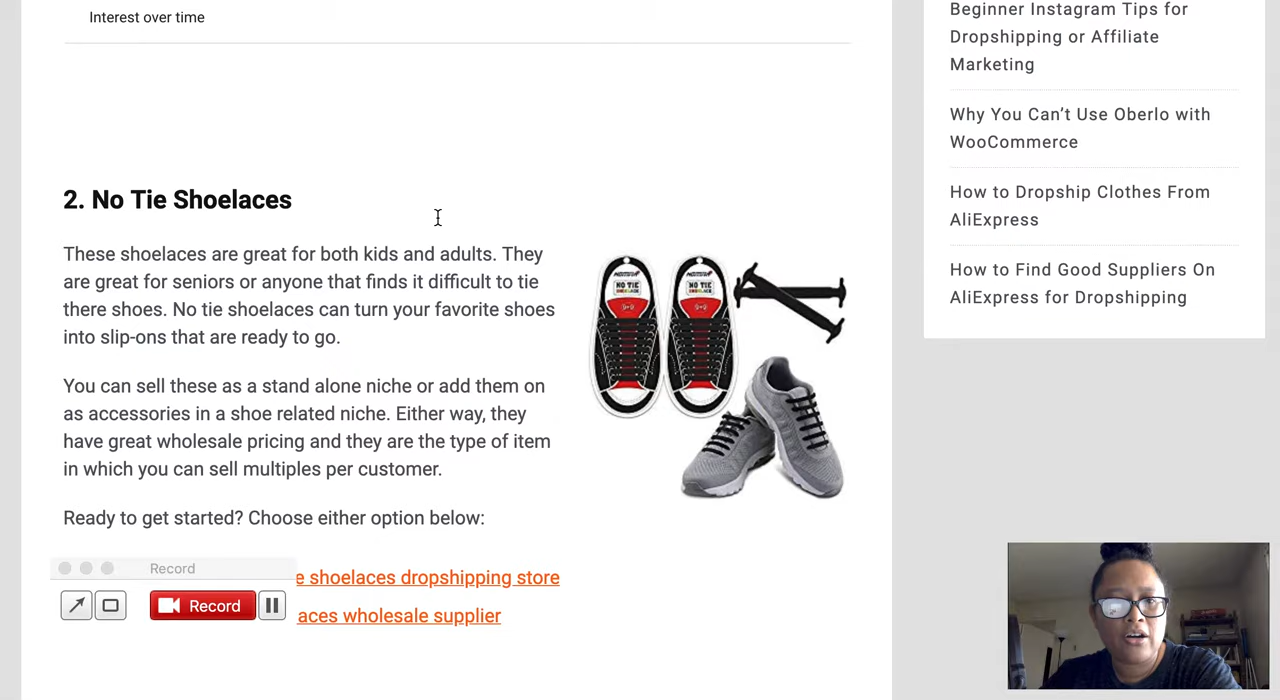 Interest over time
2. No Tie Shoelaces
These shoelaces are great for both kids and adults. They
are great for seniors or anyone that finds it difficult to tie
there shoes. No tie shoelaces can turn your favorite shoes
into slip-ons that are ready to go.
You can sell these as a stand alone niche or add them on
as accessories in a shoe related niche. Either way, they
have great wholesale pricing and they are the type of item
in which you can sell multiples per customer.
Ready to get started? Choose either option below:
e shoelaces dropshipping store
aces wholesale supplier
Record
Record
NO TIE
NO TIE
Beginner Instagram Tips for
Dropshipping or Affiliate
Marketing
Why You Can’t Use Oberlo with
WooCommerce
How to Dropship Clothes From
AliExpress
How to Find Good Suppliers On
AliExpress for Dropshipping